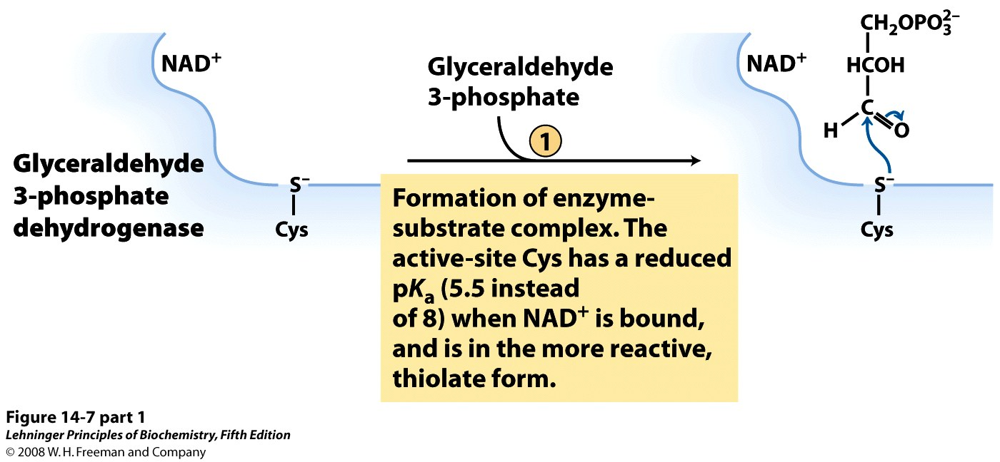 NAD⁺
Glyceraldehyde
3-phosphate
dehydrogenase
S⁻
Cys
Glyceraldehyde
3-phosphate
1
Formation of enzyme-
substrate complex. The
active-site Cys has a reduced
pKₐ (5.5 instead
of 8) when NAD⁺ is bound,
and is in the more reactive,
thiolate form.
NAD⁺
CH₂OPO₃²⁻
HCOH
C
H O
S⁻
Cys
Figure 14-7 part 1
Lehninger Principles of Biochemistry, Fifth Edition
© 2008 W. H. Freeman and Company